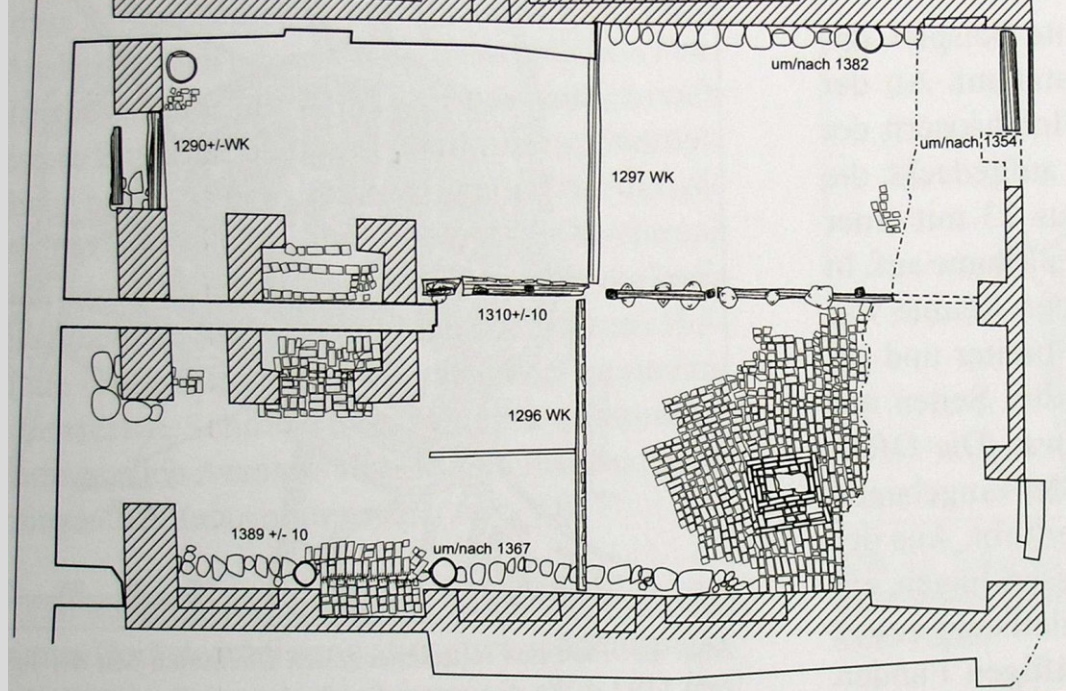 um/nach 1382
um/nach 1354
1290+/-WK
1297 WK
1310+/-10
1296 WK
1389 +/- 10
um/nach 1367